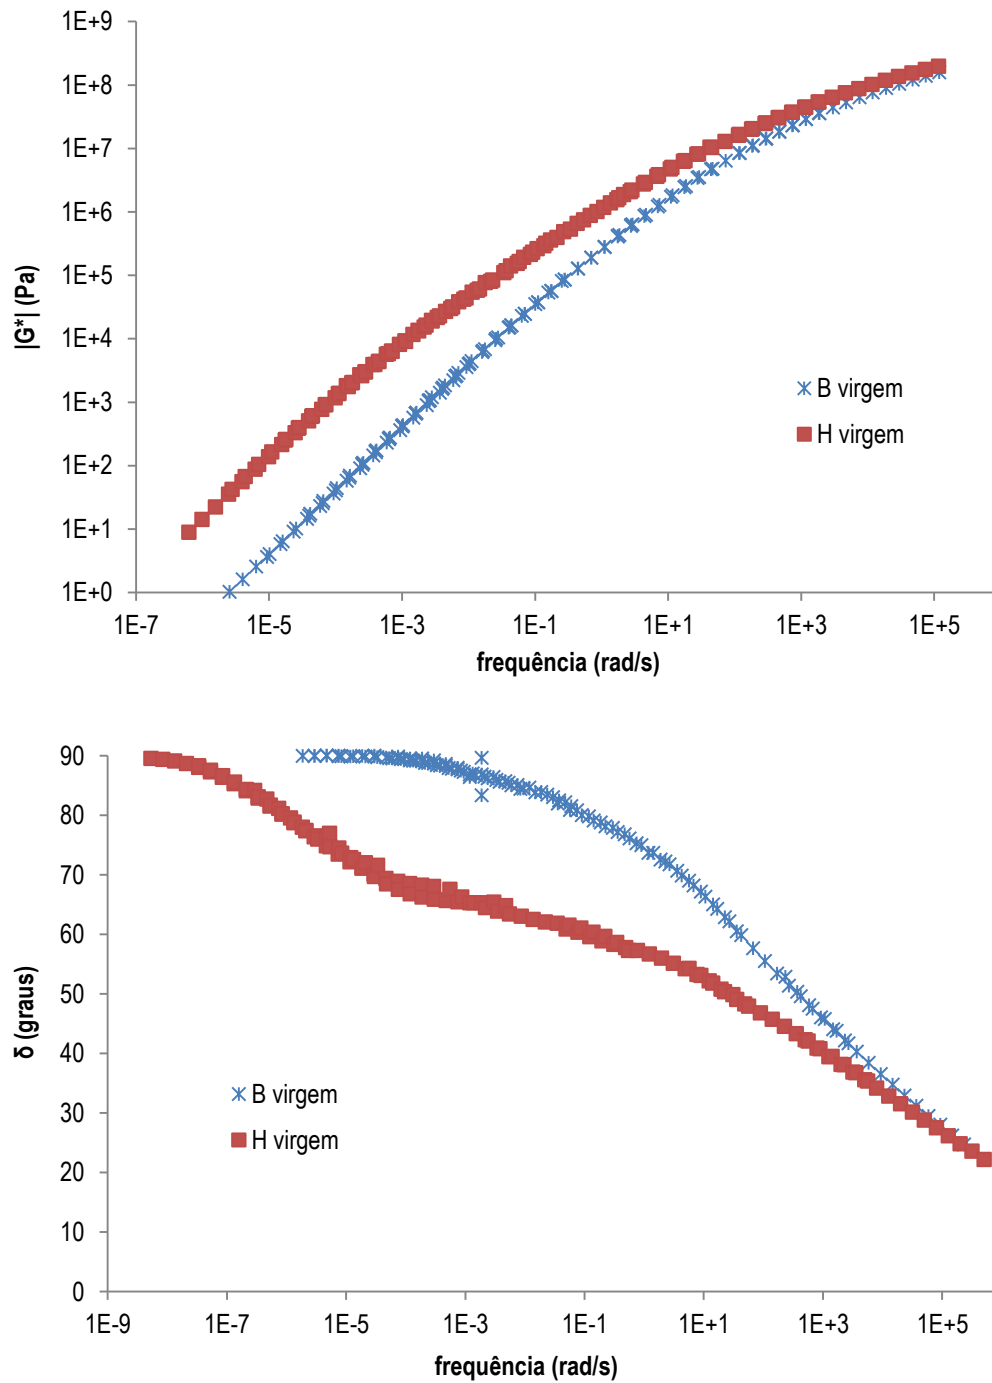 1E+9
1E+8
1E+7
1E+6
1E+5
1E+4
1E+3
1E+2
1E+1
1E+0
|G*| (Pa)
B virgem
H virgem
1E-7 1E-5 1E-3 1E-1 1E+1 1E+3 1E+5
frequência (rad/s)
90
80
70
60
50
40
30
20
10
0
δ (graus)
B virgem
H virgem
1E-9 1E-7 1E-5 1E-3 1E-1 1E+1 1E+3 1E+5
frequência (rad/s)